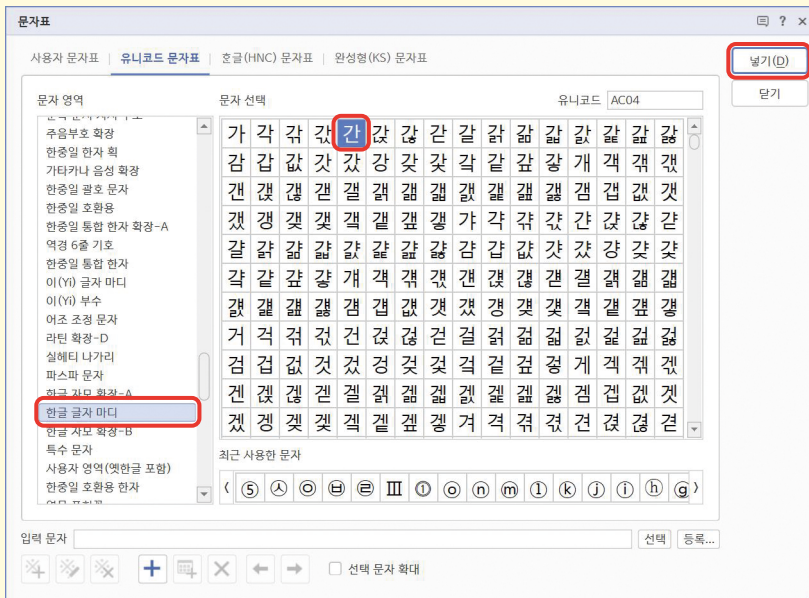 문자표
사용자 문자표 | 유니코드 문자표 | 호글(HNC) 문자표 | 완성형(KS) 문자표
넣기(D)
닫기
문자 영역
주음부호 확장
한중일 한자 획
가타카나 음성 확장
한중일 괄호 문자
한중일 호환용
한중일 통합 한자 확장-A
역경 6줄 기호
한중일 통합 한자
이(Yi) 글자 마디
이(Yi) 부수
어조 조정 문자
라틴 확장-D
실헤티 나가리
파스파 문자
한글 자모 확장-A
한글 글자 마디
한글 자모 확장-B
특수 문자
사용자 영역(옛한글 포함)
한중일 호환용 한자
문자 선택
유니코드 AC04
가 각 갂 갃 간 갅 갆 갇 갈 갉 갊 갋 갌 갍 갎 갏
감 갑 값 갓 갔 강 갖 갗 갘 같 갚 갛 개 객 갞 갟
갠 갡 갢 갣 갤 갥 갦 갧 갨 갩 갪 갫 갬 갭 갮 갯
갰 갱 갲 갳 갴 갵 갶 갷 갸 갹 갺 갻 갼 갽 갾 갿
걀 걁 걂 걃 걄 걅 걆 걇 걈 걉 걊 걋 걌 걍 걎 걏
걐 걑 걒 걓 걔 걕 걖 걗 걘 걙 걚 걛 걜 걝 걞 걟
걠 걡 걢 걣 걤 걥 걦 걧 걨 걩 걪 걫 걬 걭 걮 걯
거 걱 걲 걳 건 걵 걶 걷 걸 걹 걺 걻 걼 걽 걾 걿
검 겁 겂 것 겄 겅 겆 겇 겈 겉 겊 겋 게 겍 겎 겏
겐 겑 겒 겓 겔 겕 겖 겗 겘 겙 겚 겛 겜 겝 겞 겟
겠 겡 겢 겣 겤 겥 겦 겧 겨 격 겪 겫 견 겭 겮 겯
최근 사용한 문자
⑤ ㉦ ㉧ ㉥ ㉣ Ⅲ ⓵ ⓞ ⓝ ⓜ ⓛ ⓚ ⓙ ⓘ ⓗ ⓖ
입력 문자
선택 등록...
선택 문자 확대